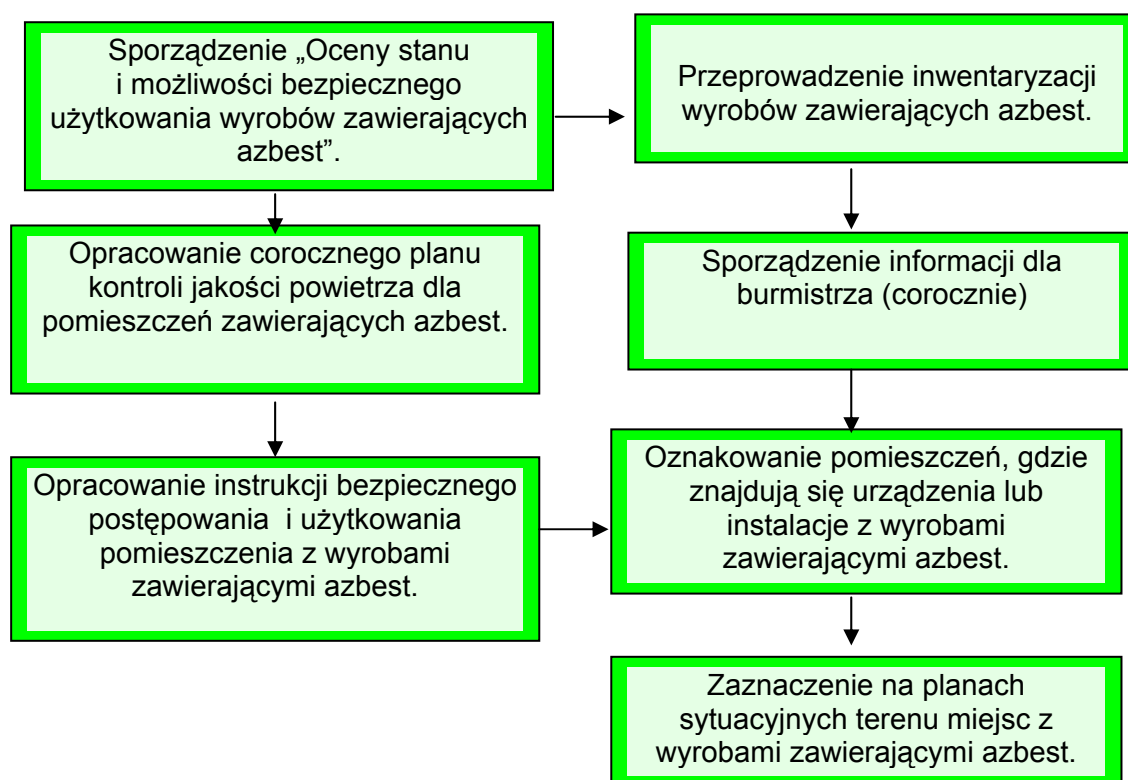 Sporządzenie „Oceny stanu
i możliwości bezpiecznego
użytkowania wyrobów zawierających
azbest”.
Przeprowadzenie inwentaryzacji
wyrobów zawierających azbest.
Opracowanie corocznego planu
kontroli jakości powietrza dla
pomieszczeń zawierających azbest.
Sporządzenie informacji dla
burmistrza (corocznie)
Opracowanie instrukcji bezpiecznego
postępowania i użytkowania
pomieszczenia z wyrobami
zawierającymi azbest.
Oznakowanie pomieszczeń, gdzie
znajdują się urządzenia lub
instalacje z wyrobami
zawierającymi azbest.
Zaznaczenie na planach
sytuacyjnych terenu miejsc z
wyrobami zawierającymi azbest.